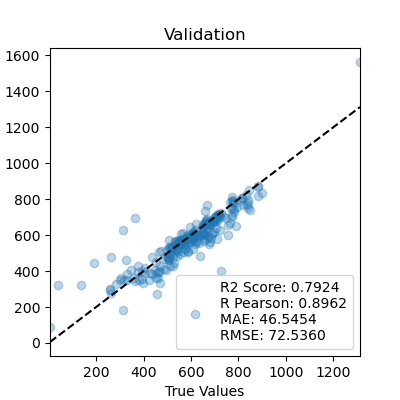 Validation
1600
1400
1200
1000
800
600
400
200
0
R2 Score: 0.7924
R Pearson: 0.8962
MAE: 46.5454
RMSE: 72.5360
200 400 600 800 1000 1200
True Values